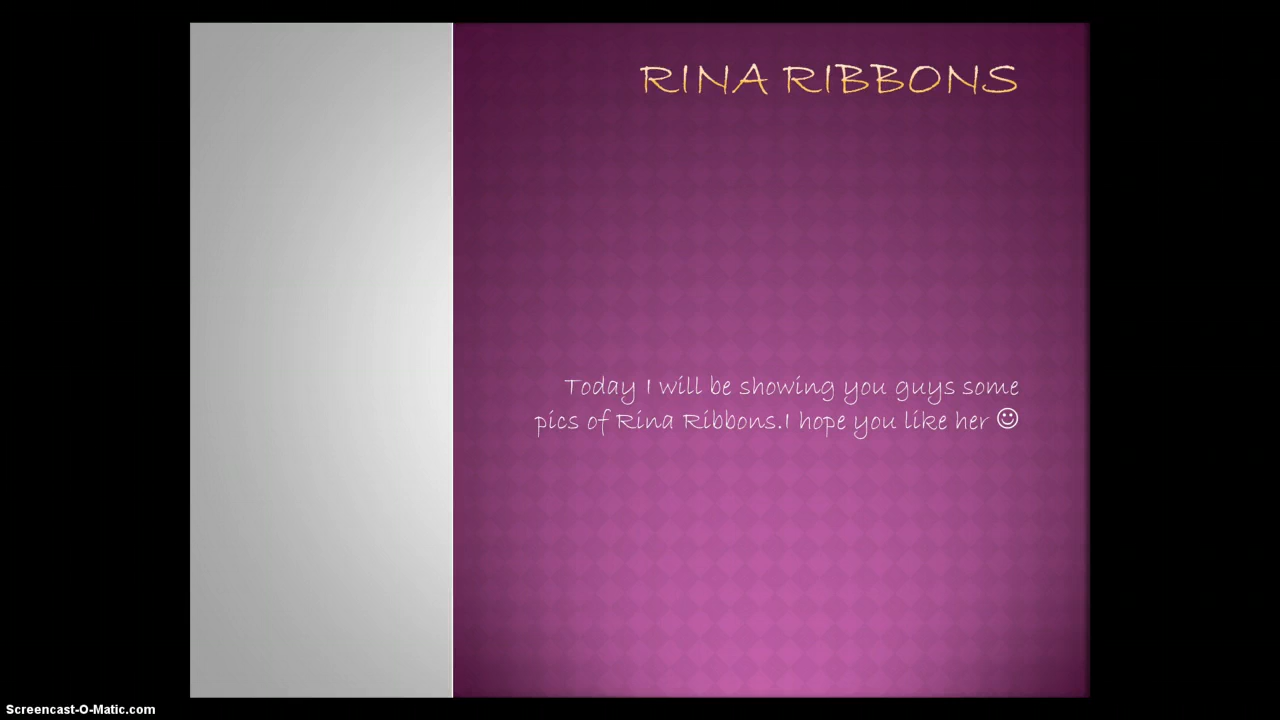 RINA RIBBONS
Today I will be showing you guys some
pics of Rina Ribbons.I hope you like her ☺
Screencast-O-Matic.com